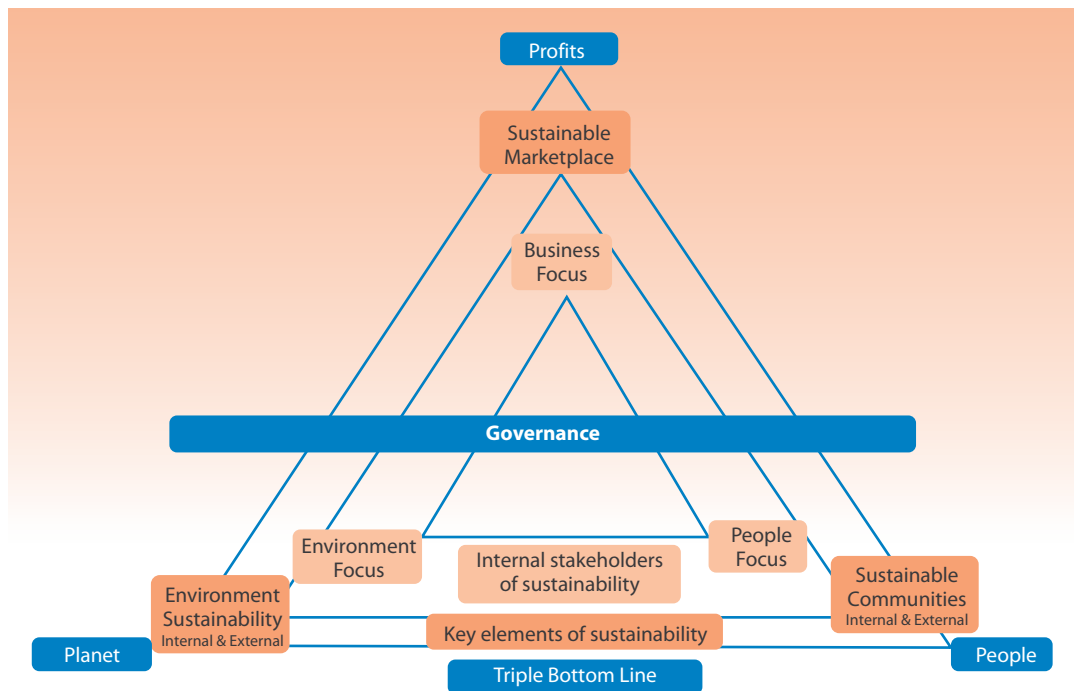 Profits
Sustainable
Marketplace
Business
Focus
Governance
Environment
Focus
Internal stakeholders
of sustainability
People
Focus
Environment
Sustainability
Internal & External
Sustainable
Communities
Internal & External
Key elements of sustainability
Planet
Triple Bottom Line
People